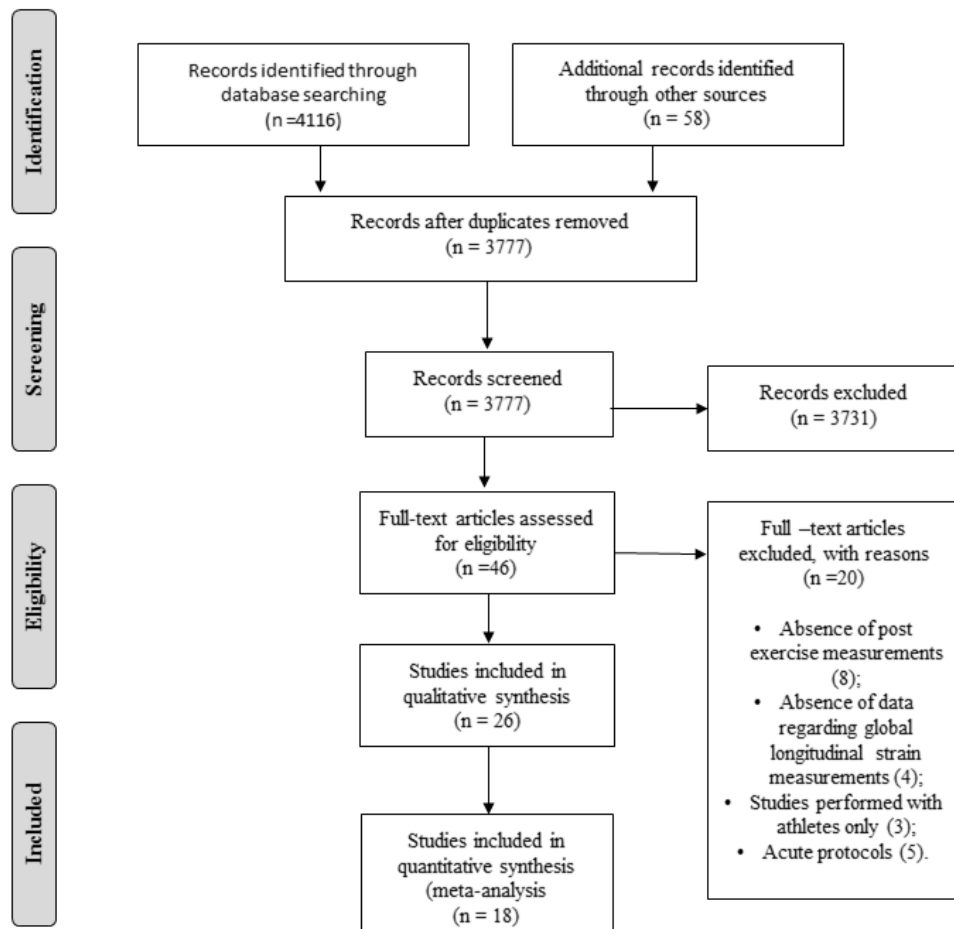 Identification
Records identified through
database searching
(n =4116)
Additional records identified
through other sources
(n = 58)
Records after duplicates removed
(n = 3777)
Screening
Records screened
(n = 3777)
Records excluded
(n = 3731)
Eligibility
Full-text articles assessed
for eligibility
(n =46)
Full –text articles
excluded, with reasons
(n =20)
• Absence of post
exercise measurements
(8);
• Absence of data
regarding global
longitudinal strain
measurements (4);
• Studies performed with
athletes only (3);
• Acute protocols (5).
Studies included in
qualitative synthesis
(n = 26)
Included
Studies included in
quantitative synthesis
(meta-analysis
(n = 18)